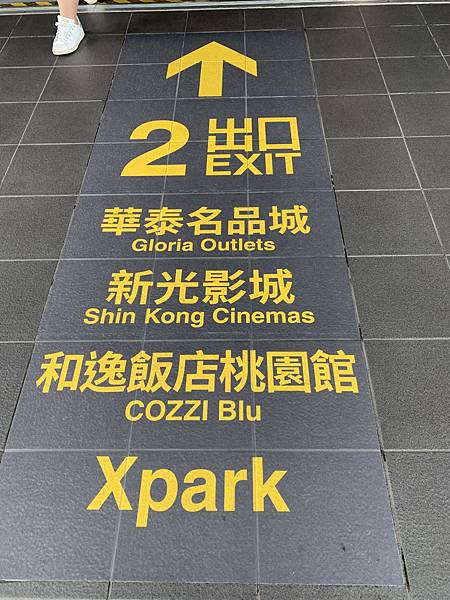 2 出口
EXIT
華泰名品城
Gloria Outlets
新光影城
Shin Kong Cinemas
和逸飯店桃園館
COZZI Blu
Xpark